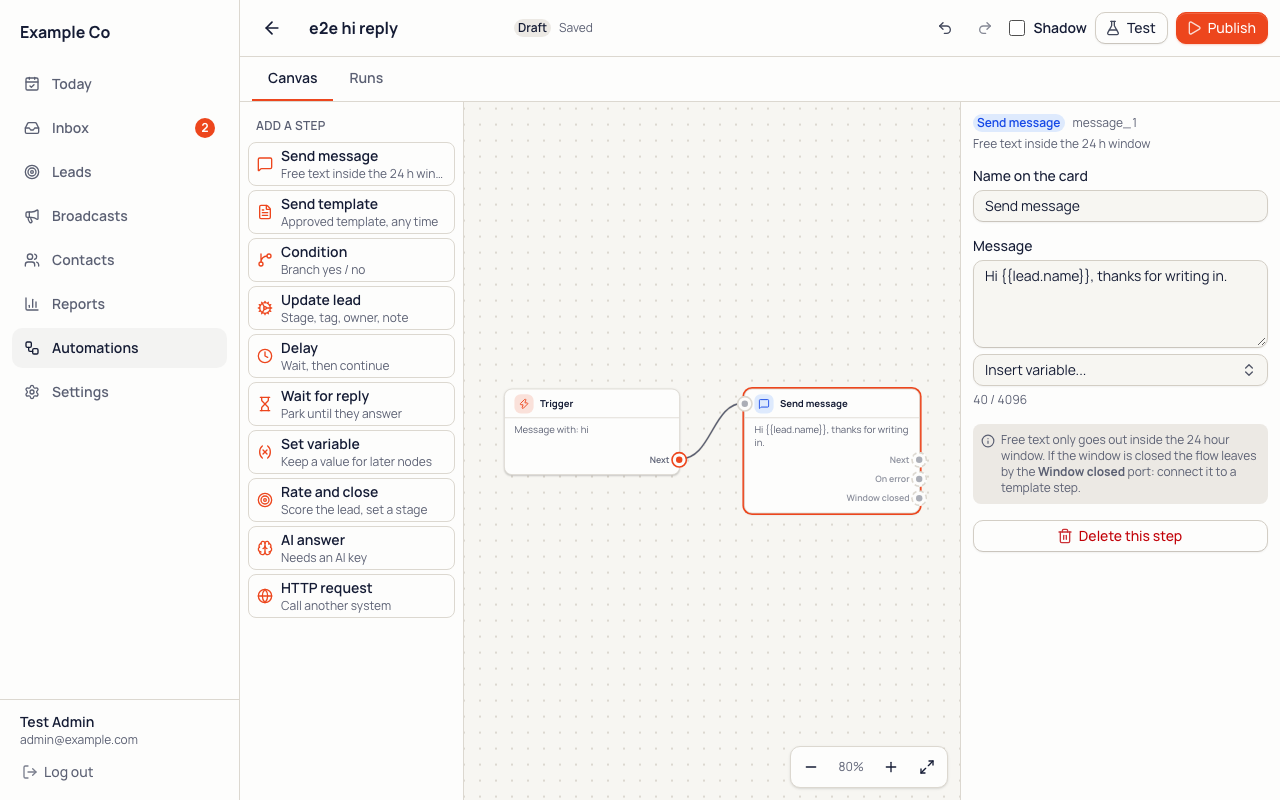 Example Co
Today
Inbox
2
Leads
Broadcasts
Contacts
Reports
Automations
Settings
Test Admin
admin@example.com
Log out
e2e hi reply
Draft
Saved
Shadow
Test
Publish
Canvas
Runs
ADD A STEP
Send message
Free text inside the 24 h win...
Send template
Approved template, any time
Condition
Branch yes / no
Update lead
Stage, tag, owner, note
Delay
Wait, then continue
Wait for reply
Park until they answer
Set variable
Keep a value for later nodes
Rate and close
Score the lead, set a stage
AI answer
Needs an AI key
HTTP request
Call another system
Trigger
Message with: hi
Next
Send message
Hi {{lead.name}}, thanks for writing
in.
Next
On error
Window closed
80%
Send message
message_1
Free text inside the 24 h window
Name on the card
Send message
Message
Hi {{lead.name}}, thanks for writing in.
Insert variable...
40 / 4096
Free text only goes out inside the 24 hour
window. If the window is closed the flow leaves
by the Window closed port: connect it to a
template step.
Delete this step